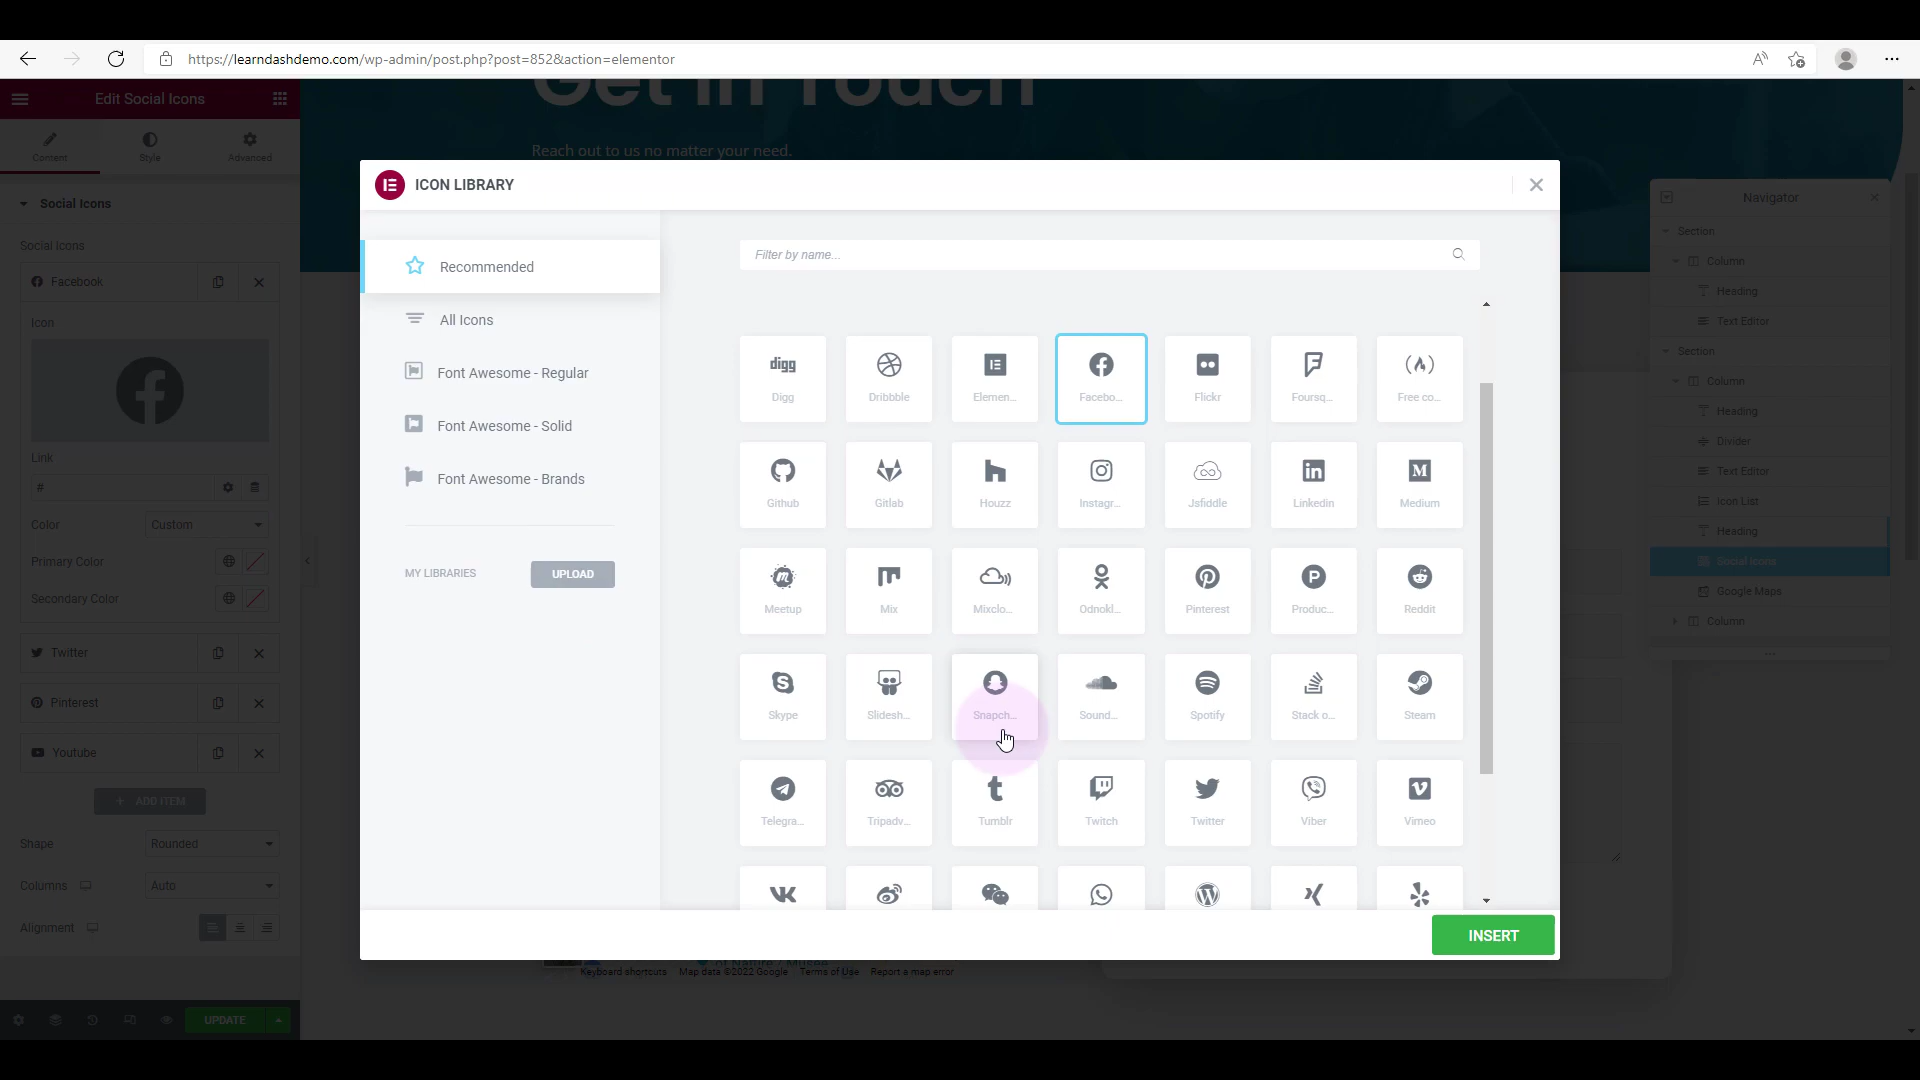 https://learndashdemo.com/wp-admin/post.php?post=852&action=elementor
Edit Social Icons
Get In Touch
Content
Style
Advanced
Reach out to us no matter your need.
ICON LIBRARY
Navigator
Social Icons
Section
Social Icons
Filter by name...
Column
Recommended
Facebook
Heading
All Icons
Text Editor
Icon
Section
Font Awesome - Regular
Column
Digg
Dribbble
Elemen...
Facebo...
Flickr
Foursq...
Free co...
Heading
Font Awesome - Solid
Divider
Link
Text Editor
#
Font Awesome - Brands
Github
Gitlab
Houzz
Instagr...
Jsfiddle
Linkedin
Medium
Icon List
Color
Custom
Heading
Primary Color
Social Icons
MY LIBRARIES
UPLOAD
Secondary Color
Google Maps
Meetup
Mix
Mixclo...
Odnokl...
Pinterest
Produc...
Reddit
Column
Twitter
Pinterest
Skype
Slidesh...
Snapch...
Sound...
Spotify
Stack o...
Steam
Youtube
ADD ITEM
Telegra...
Tripadv...
Tumblr
Twitch
Twitter
Viber
Vimeo
Shape
Rounded
Columns
Auto
Alignment
INSERT
Keyboard shortcuts
Map data ©2022 Google
Terms of Use
Report a map error
UPDATE